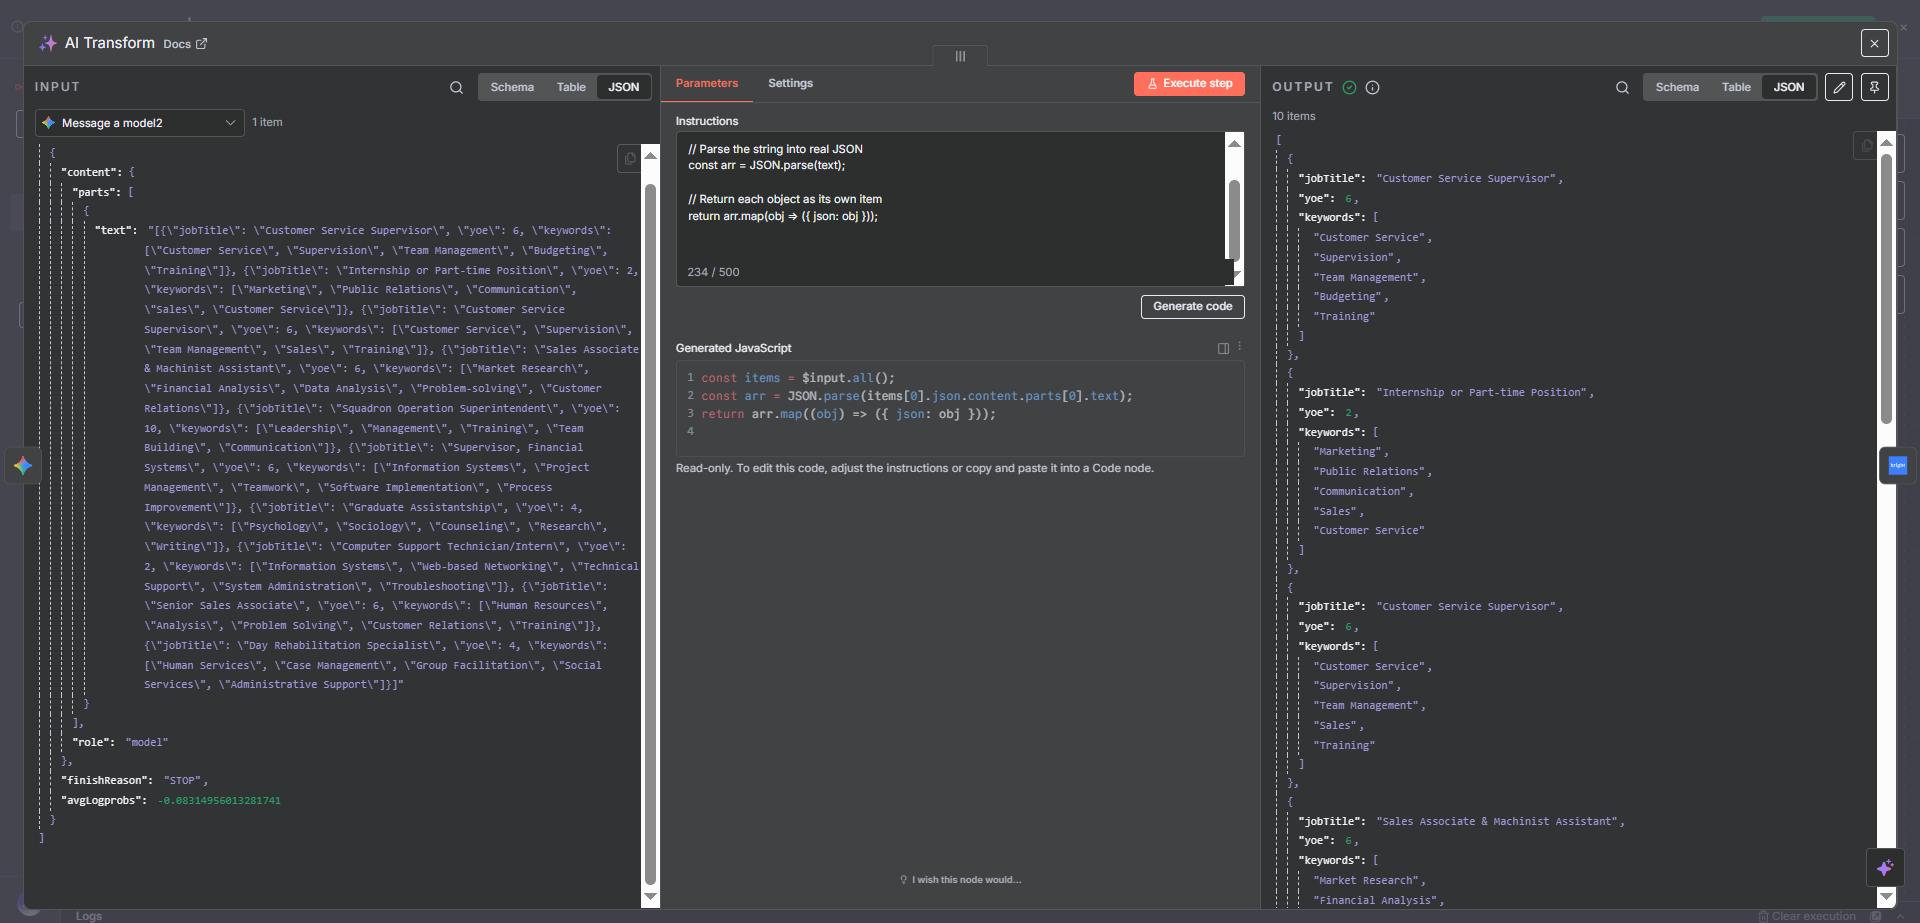 AI Transform Docs
INPUT
Schema Table JSON
Message a model2 1 item
{
"content": {
"parts": [
{
"text": "[{\"jobTitle\": \"Customer Service Supervisor\", \"yoe\": 6, \"keywords\":
[\"Customer Service\", \"Supervision\", \"Team Management\", \"Budgeting\",
\"Training\"]}, {\"jobTitle\": \"Internship or Part-time Position\", \"yoe\": 2,
\"keywords\": [\"Marketing\", \"Public Relations\", \"Communication\",
\"Sales\", \"Customer Service\"]}, {\"jobTitle\": \"Customer Service
Supervisor\", \"yoe\": 6, \"keywords\": [\"Customer Service\", \"Supervision\",
\"Team Management\", \"Sales\", \"Training\"]}, {\"jobTitle\": \"Sales Associate
& Machinist Assistant\", \"yoe\": 6, \"keywords\": [\"Market Research\",
\"Financial Analysis\", \"Data Analysis\", \"Problem-solving\", \"Customer
Relations\"]}, {\"jobTitle\": \"Squadron Operation Superintendent\", \"yoe\":
10, \"keywords\": [\"Leadership\", \"Management\", \"Training\", \"Team
Building\", \"Communication\"]}, {\"jobTitle\": \"Supervisor, Financial
Systems\", \"yoe\": 6, \"keywords\": [\"Information Systems\", \"Project
Management\", \"Teamwork\", \"Software Implementation\", \"Process
Improvement\"]}, {\"jobTitle\": \"Graduate Assistantship\", \"yoe\": 4,
\"keywords\": [\"Psychology\", \"Sociology\", \"Counseling\", \"Research\",
\"Writing\"]}, {\"jobTitle\": \"Computer Support Technician/Intern\", \"yoe\":
2, \"keywords\": [\"Information Systems\", \"Web-based Networking\", \"Technical
Support\", \"System Administration\", \"Troubleshooting\"]}, {\"jobTitle\":
\"Senior Sales Associate\", \"yoe\": 6, \"keywords\": [\"Human Resources\",
\"Analysis\", \"Problem Solving\", \"Customer Relations\", \"Training\"]},
{\"jobTitle\": \"Day Rehabilitation Specialist\", \"yoe\": 4, \"keywords\":
[\"Human Services\", \"Case Management\", \"Group Facilitation\", \"Social
Services\", \"Administrative Support\"]}]"
}
],
"role": "model"
},
"finishReason": "STOP",
"avgLogprobs": -0.08314956013281741
}
]
Parameters Settings Execute step
Instructions
// Parse the string into real JSON
const arr = JSON.parse(text);
// Return each object as its own item
return arr.map(obj => ({ json: obj }));
234 / 500
Generate code
Generated JavaScript
1 const items = $input.all();
2 const arr = JSON.parse(items[0].json.content.parts[0].text);
3 return arr.map((obj) => ({ json: obj }));
4
Read-only. To edit this code, adjust the instructions or copy and paste it into a Code node.
I wish this node would...
OUTPUT
Schema Table JSON
10 items
[
{
"jobTitle": "Customer Service Supervisor",
"yoe": 6,
"keywords": [
"Customer Service",
"Supervision",
"Team Management",
"Budgeting",
"Training"
]
},
{
"jobTitle": "Internship or Part-time Position",
"yoe": 2,
"keywords": [
"Marketing",
"Public Relations",
"Communication",
"Sales",
"Customer Service"
]
},
{
"jobTitle": "Customer Service Supervisor",
"yoe": 6,
"keywords": [
"Customer Service",
"Supervision",
"Team Management",
"Sales",
"Training"
]
},
{
"jobTitle": "Sales Associate & Machinist Assistant",
"yoe": 6,
"keywords": [
"Market Research",
"Financial Analysis",
bright
Logs
Clear execution